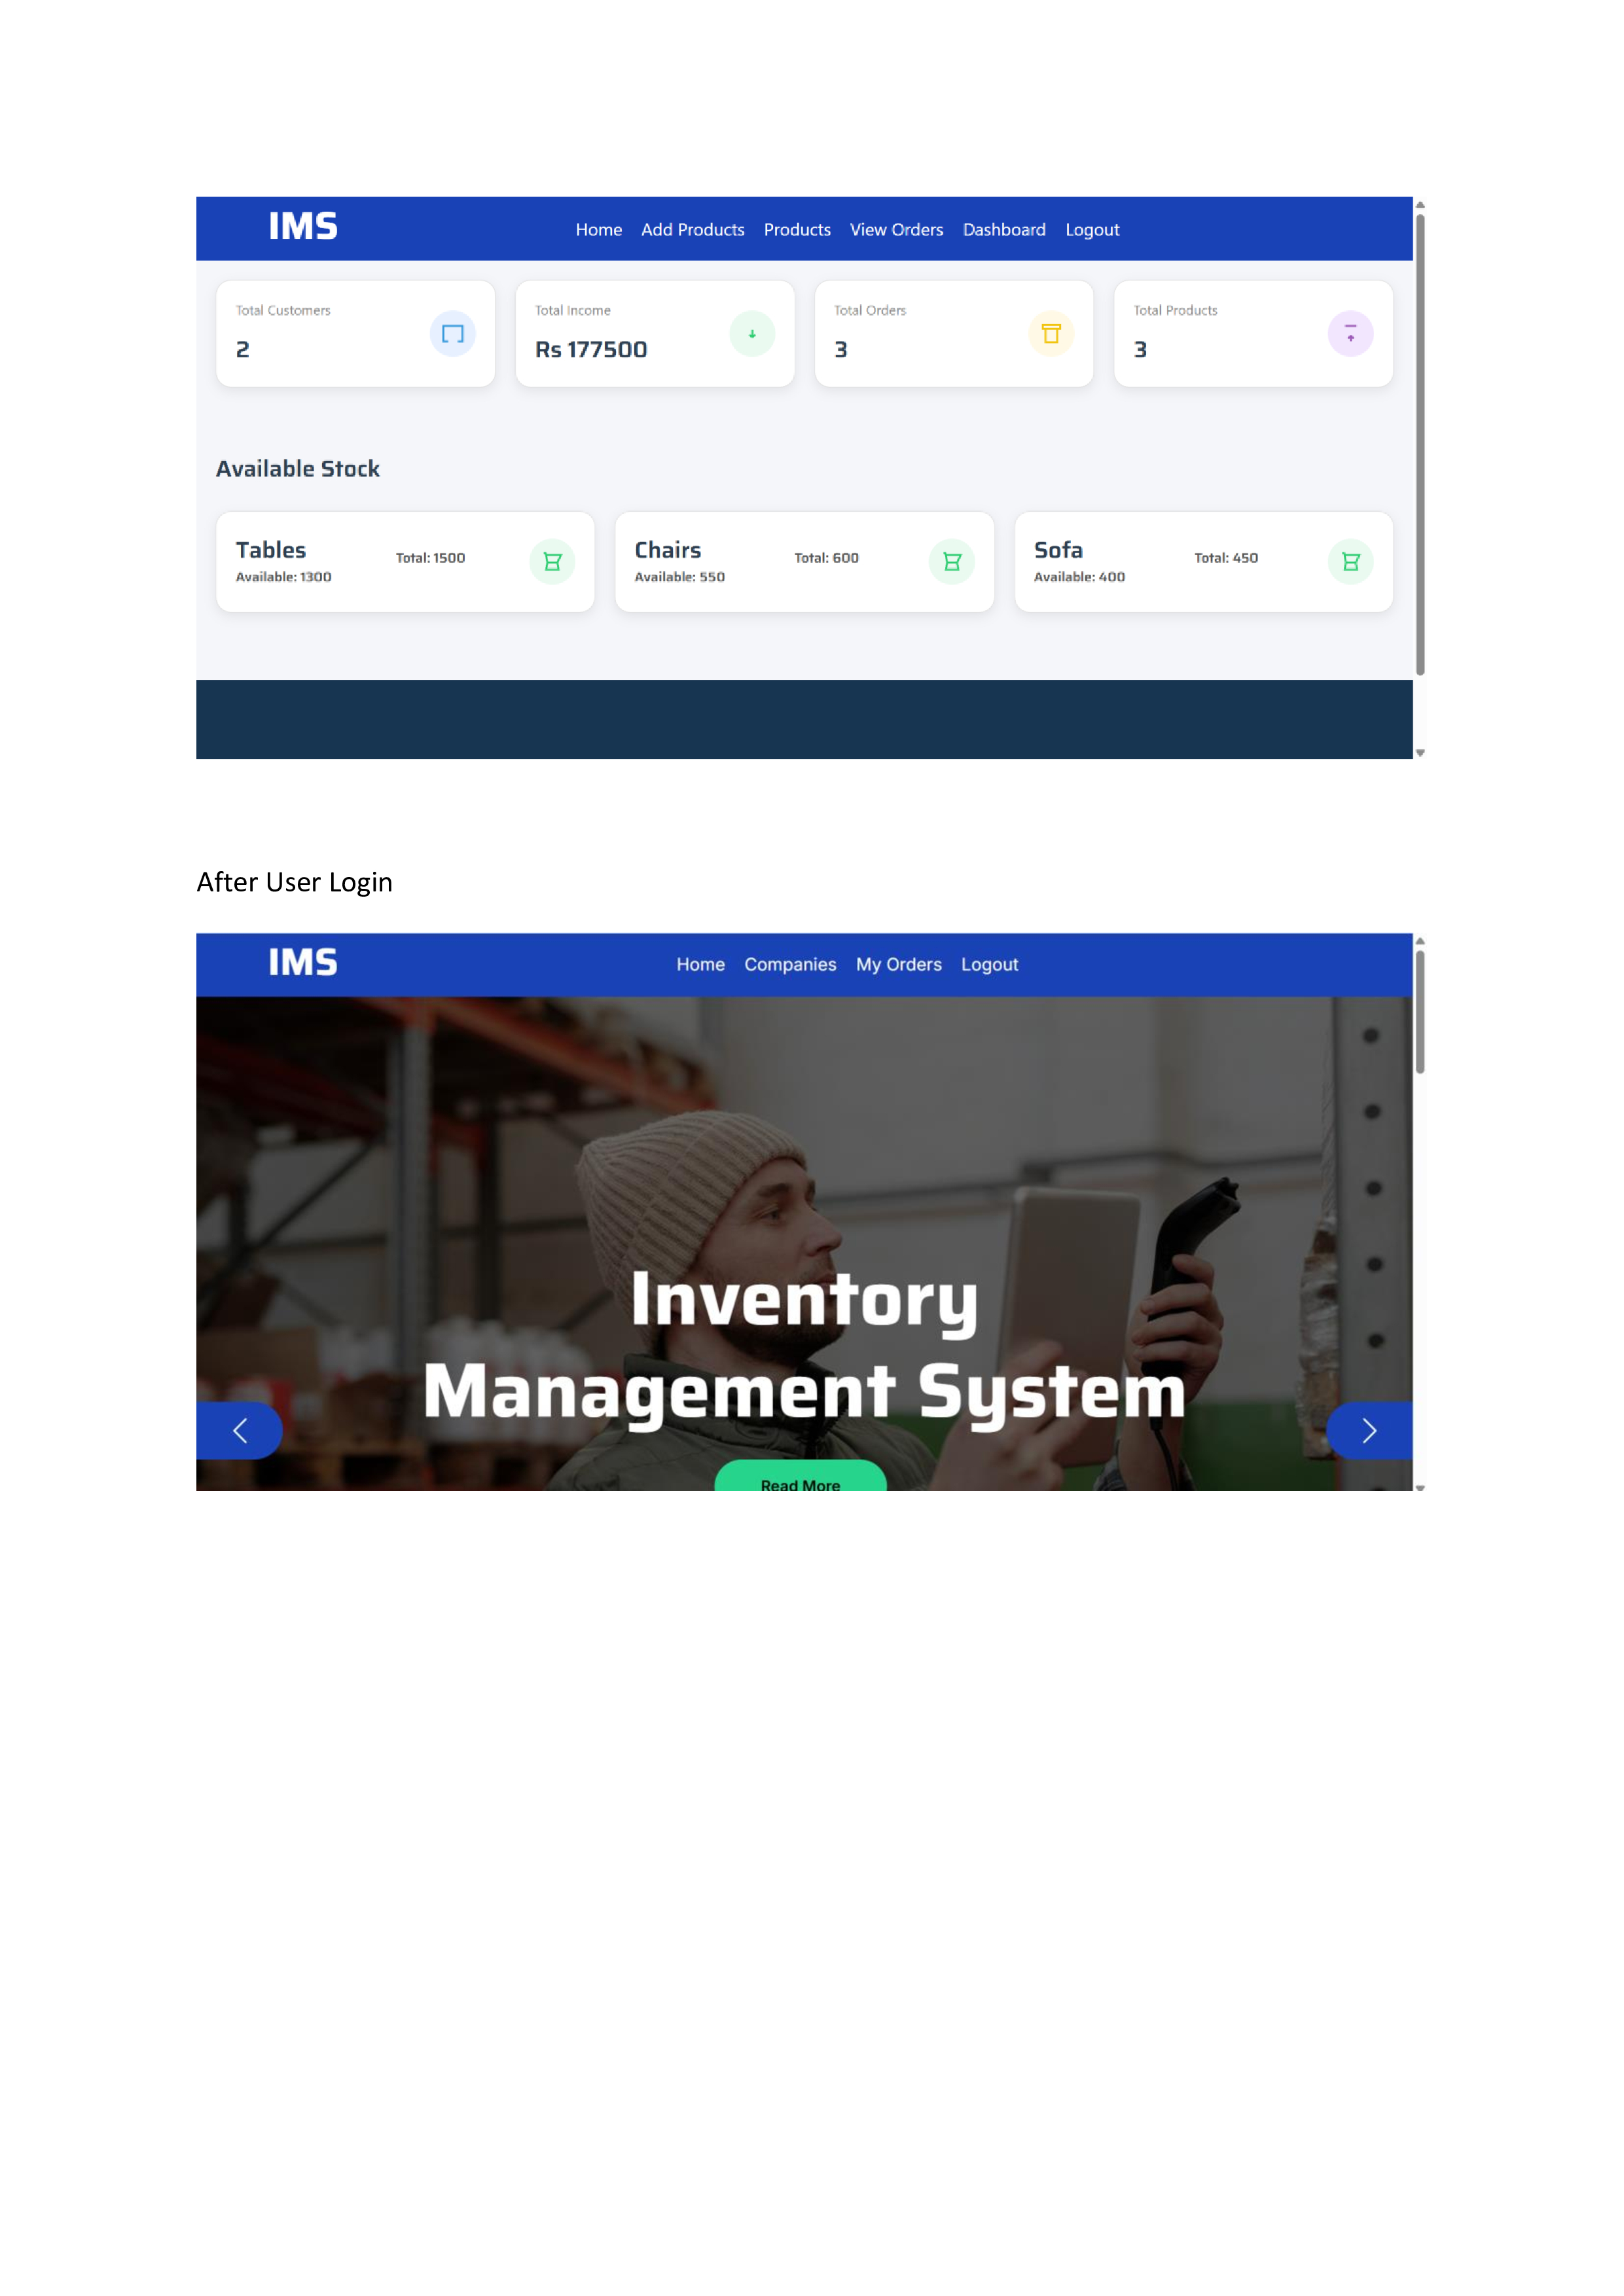 IMS
Home Add Products Products View Orders Dashboard Logout
Total Customers
2
Total Income
Rs 177500
Total Orders
3
Total Products
3
Available Stock
Tables
Available: 1300
Total: 1500
Chairs
Available: 550
Total: 600
Sofa
Available: 400
Total: 450
After User Login
IMS
Home Companies My Orders Logout
Inventory
Management System
Read More